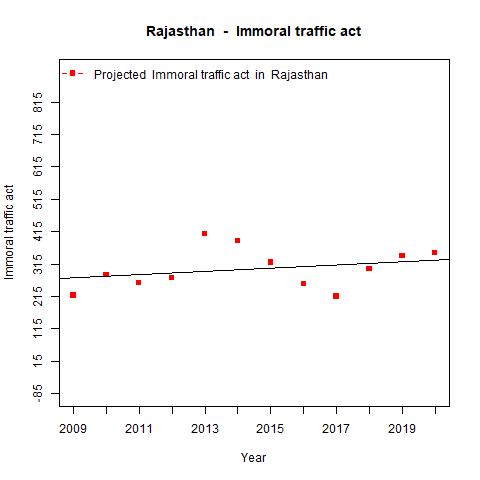 Rajasthan - Immoral traffic act
Projected Immoral traffic act in Rajasthan
815
715
615
515
415
315
215
115
15
-85
Immoral traffic act
2009 2011 2013 2015 2017 2019
Year